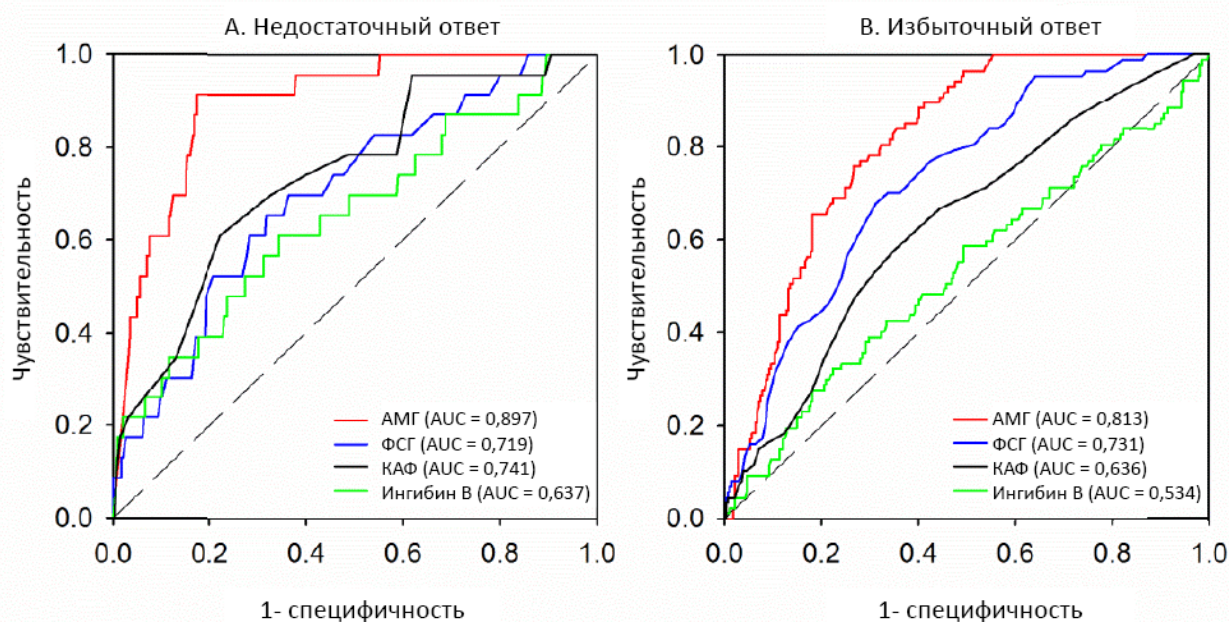 А. Недостаточный ответ
1.0
0.8
0.6
0.4
0.2
0.0
Чувствительность
АМГ (AUC = 0,897)
ФСГ (AUC = 0,719)
КАФ (AUC = 0,741)
Ингибин В (AUC = 0,637)
0.0 0.2 0.4 0.6 0.8 1.0
1- специфичность
В. Избыточный ответ
1.0
0.8
0.6
0.4
0.2
0.0
Чувствительность
АМГ (AUC = 0,813)
ФСГ (AUC = 0,731)
КАФ (AUC = 0,636)
Ингибин В (AUC = 0,534)
0.0 0.2 0.4 0.6 0.8 1.0
1- специфичность